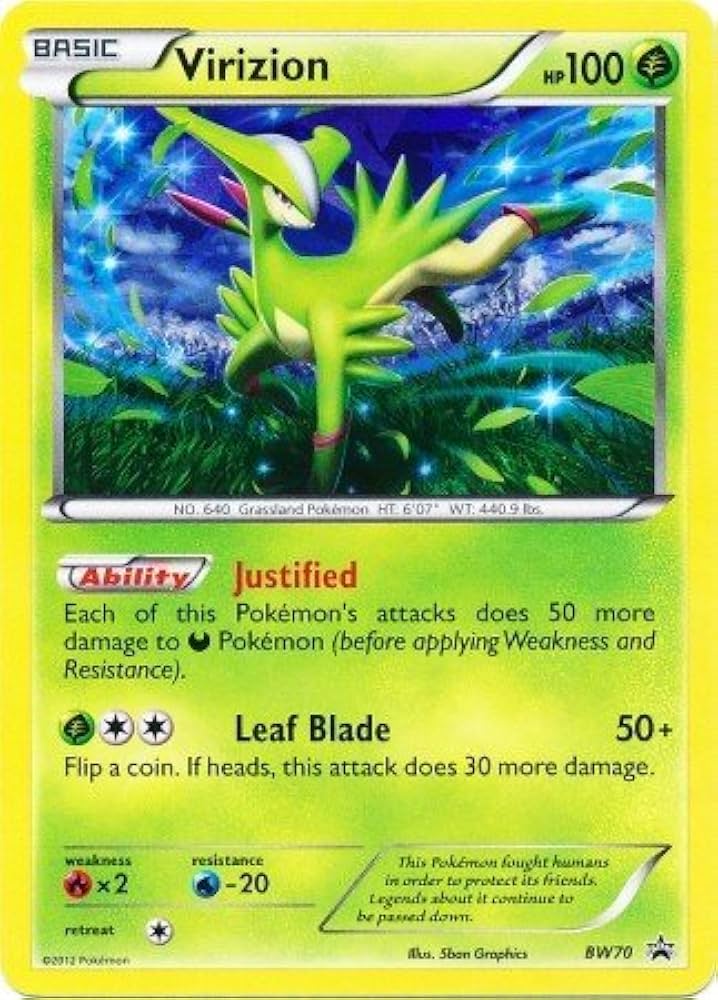 BASIC
Virizion
HP100
NO. 640 Grassland Pokémon HT: 6'07" WT: 440.9 lbs.
Ability Justified
Each of this Pokémon's attacks does 50 more
damage to Pokémon (before applying Weakness and
Resistance).
Leaf Blade 50+
Flip a coin. If heads, this attack does 30 more damage.
weakness
×2
resistance
-20
This Pokémon fought humans
in order to protect its friends.
Legends about it continue to
be passed down.
retreat
©2012 Pokémon
Illus. 5ban Graphics
BW70